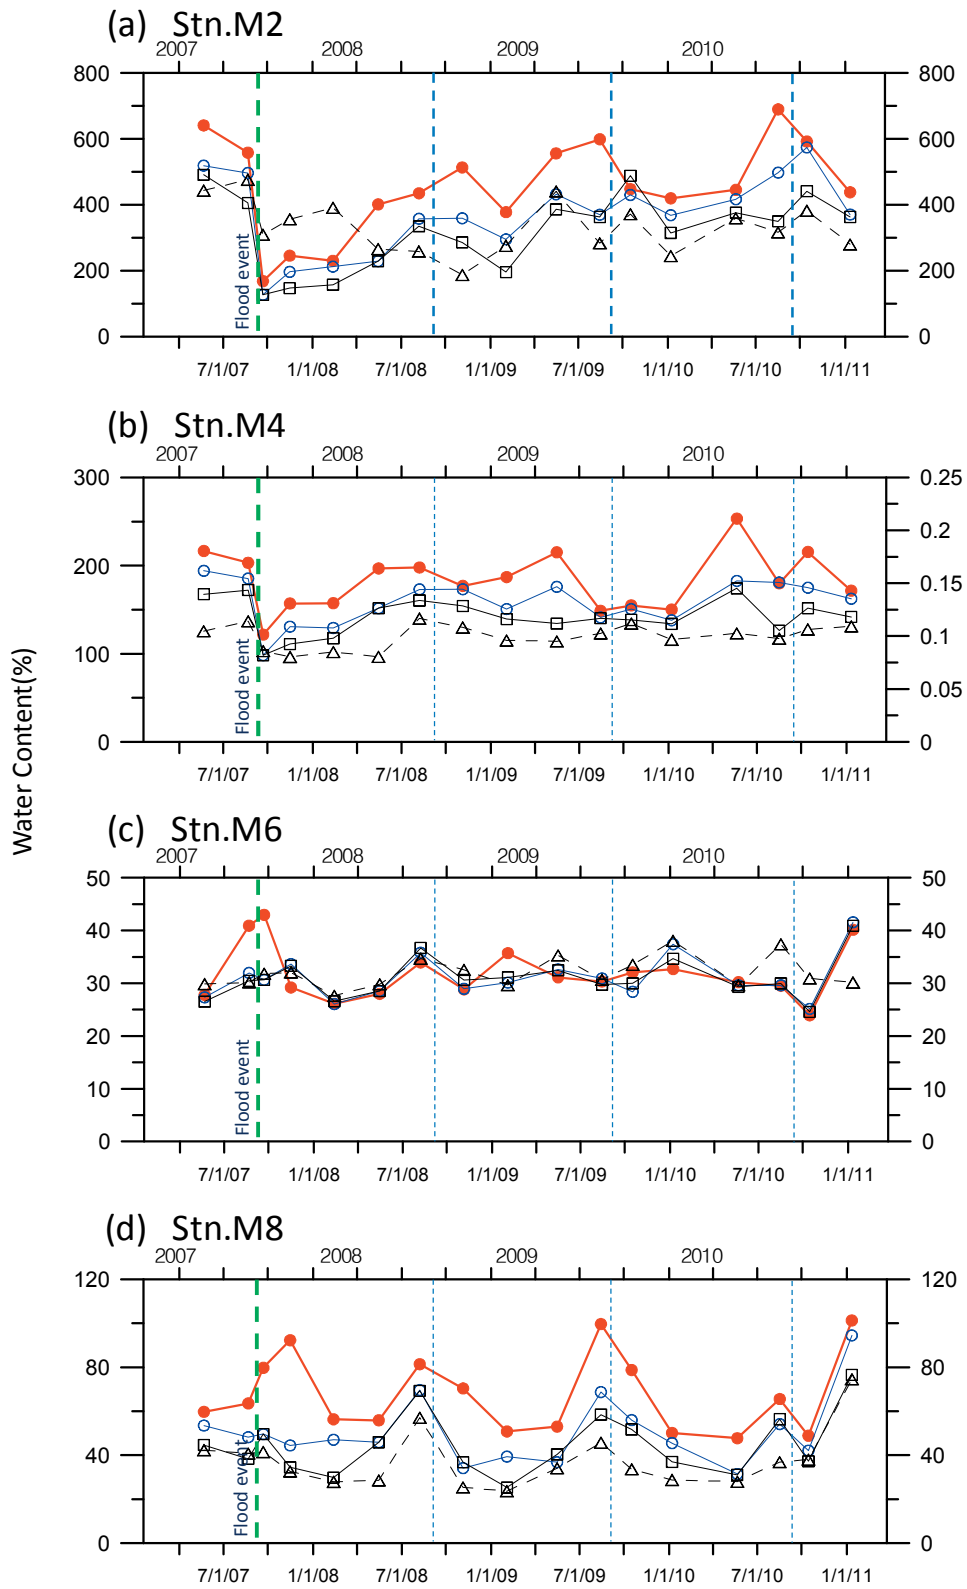 (a) Stn.M2
2007 2008 2009 2010
800 800
600 600
400 400
200 200
0 0
Flood event
7/1/07 1/1/08 7/1/08 1/1/09 7/1/09 1/1/10 7/1/10 1/1/11
(b) Stn.M4
2007 2008 2009 2010
300 0.25
0.2
200 0.15
100 0.1
0.05
0 0
Flood event
7/1/07 1/1/08 7/1/08 1/1/09 7/1/09 1/1/10 7/1/10 1/1/11
Water Content(%)
(c) Stn.M6
2007 2008 2009 2010
50 50
40 40
30 30
20 20
10 10
0 0
Flood event
7/1/07 1/1/08 7/1/08 1/1/09 7/1/09 1/1/10 7/1/10 1/1/11
(d) Stn.M8
2007 2008 2009 2010
120 120
80 80
40 40
0 0
Flood event
7/1/07 1/1/08 7/1/08 1/1/09 7/1/09 1/1/10 7/1/10 1/1/11